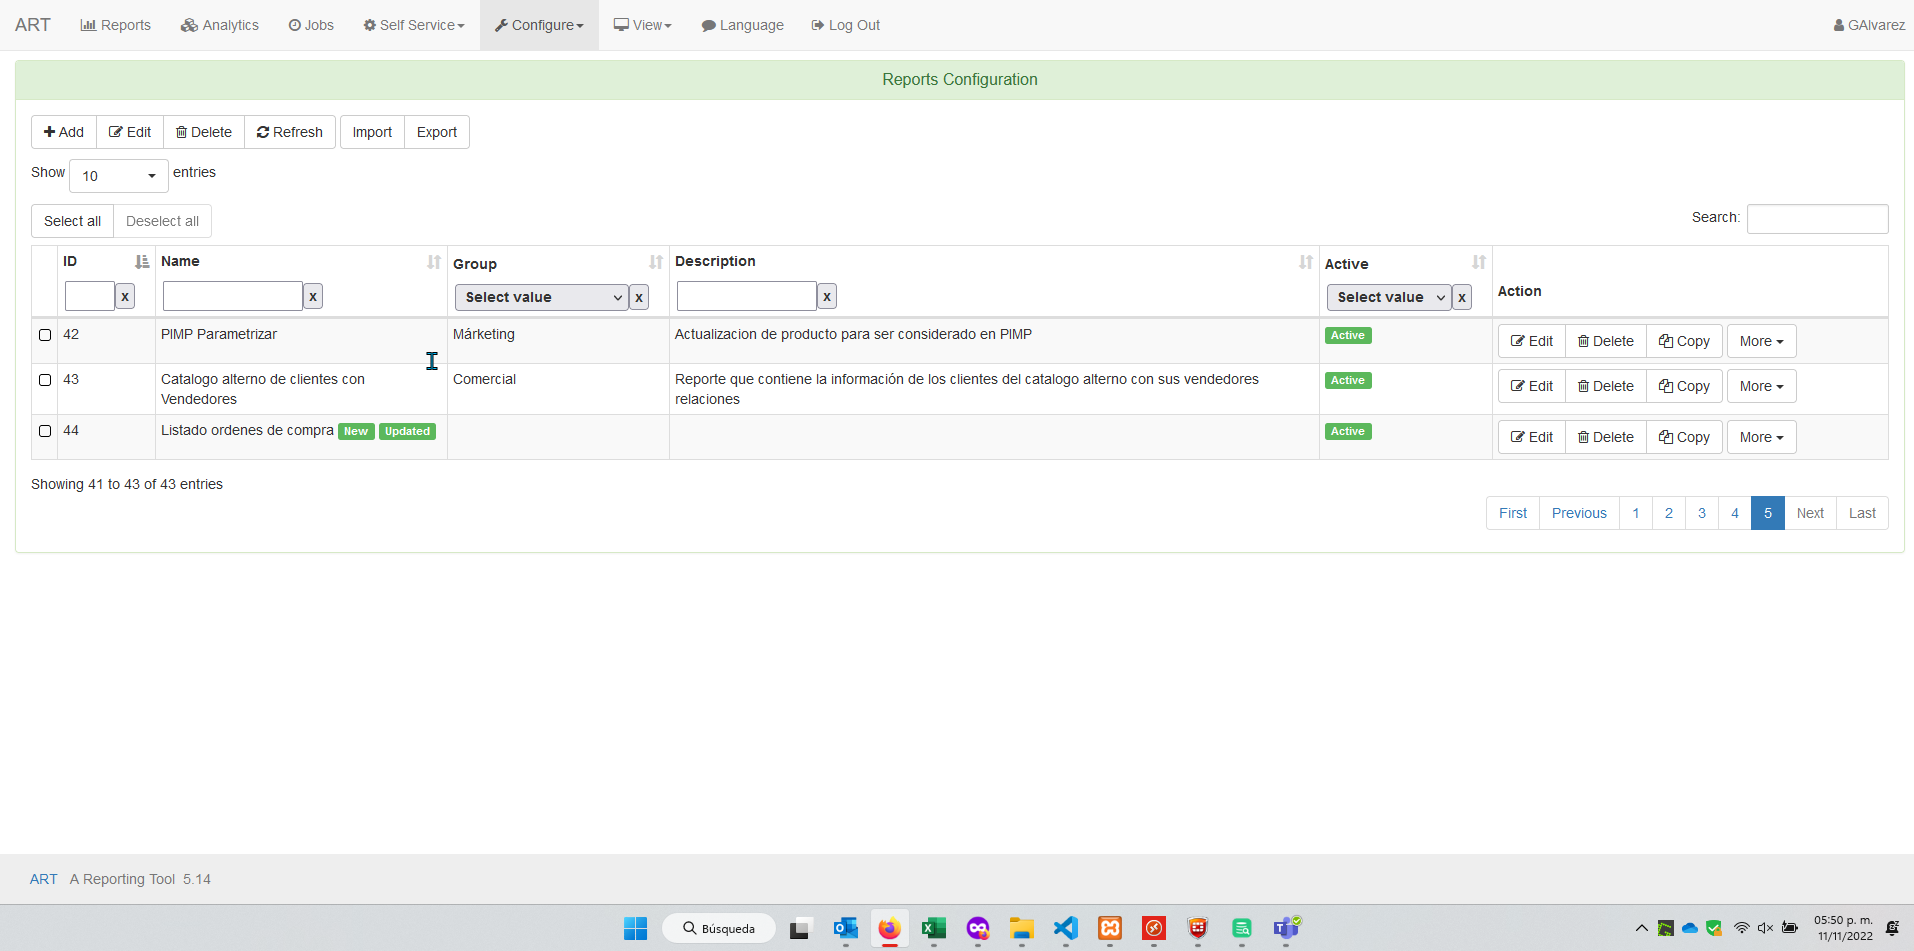 ART Reports Analytics Jobs Self Service Configure View Language Log Out GAlvarez
Reports Configuration
Add Edit Delete Refresh Import Export
Show 10 entries
Select all Deselect all Search:
ID Name Group Description Active Action
x x Select value x x Select value x
42 PIMP Parametrizar Márketing Actualizacion de producto para ser considerado en PIMP Active Edit Delete Copy More
43 Catalogo alterno de clientes con Comercial Reporte que contiene la información de los clientes del catalogo alterno con sus vendedores Active Edit Delete Copy More
Vendedores relaciones
44 Listado ordenes de compra New Updated Active Edit Delete Copy More
Showing 41 to 43 of 43 entries
First Previous 1 2 3 4 5 Next Last
ART A Reporting Tool 5.14
Búsqueda
05:50 p. m.
11/11/2022